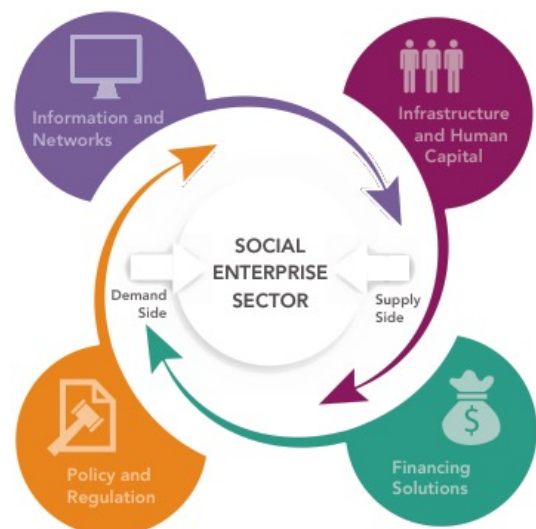 Information and
Networks
Infrastructure
and Human
Capital
SOCIAL
ENTERPRISE
SECTOR
Demand
Side
Supply
Side
Policy and
Regulation
$
Financing
Solutions